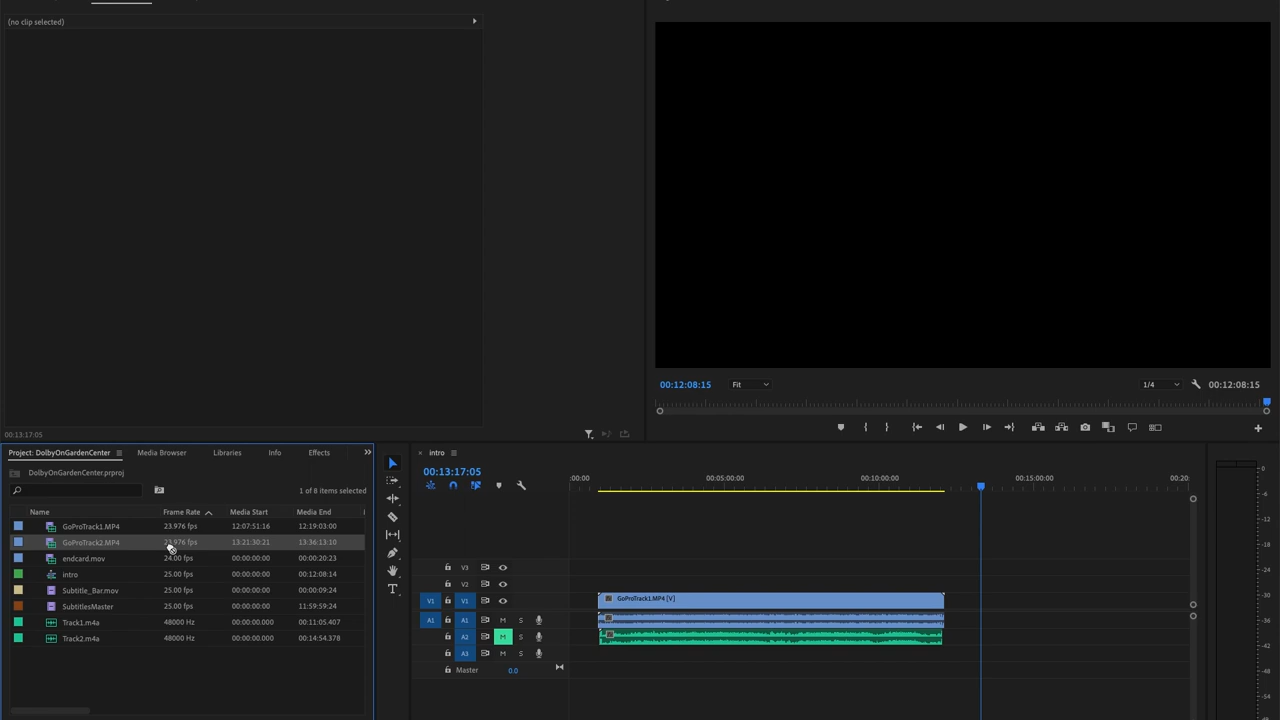 (no clip selected)
00:13:17:05
00:12:08:15
Fit
1/4
00:12:08:15
Project: DolbyOnGardenCenter
Media Browser
Libraries
Info
Effects
DolbyOnGardenCenter.prproj
1 of 8 items selected
Name Frame Rate Media Start Media End
GoProTrack1.MP4 23.976 fps 12:07:51:16 12:19:03:00
GoProTrack2.MP4 23.976 fps 13:21:30:21 13:36:13:10
endcard.mov 24.00 fps 00:00:00:00 00:00:20:23
intro 25.00 fps 00:00:00:00 00:12:08:14
Subtitle_Bar.mov 25.00 fps 00:00:00:00 00:00:09:24
SubtitlesMaster 25.00 fps 00:00:00:00 11:59:59:24
Track1.m4a 48000 Hz 00:00:00.000 00:11:05.407
Track2.m4a 48000 Hz 00:00:00.000 00:14:54.378
intro
00:13:17:05
:00:00 00:05:00:00 00:10:00:00 00:15:00:00 00:20
V3
V2
V1 V1 GoProTrack1.MP4 [V]
A1 A1 M S
A2 M S
A3 M S
Master 0.0
0
-6
-12
-18
-24
-30
-36
-42
-48
-54